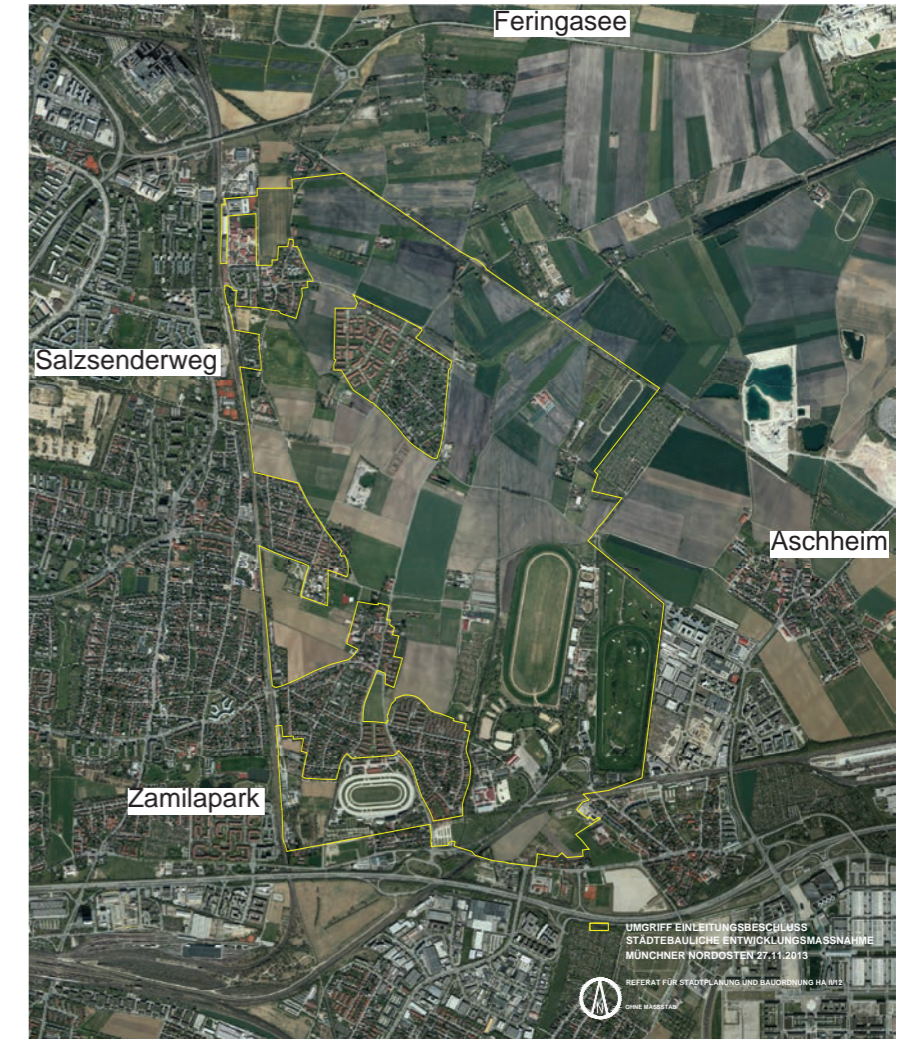 Feringasee
Salzsenderweg
Aschheim
Zamilapark
UMGRIFF EINLEITUNGSBESCHLUSS
STÄDTEBAULICHE ENTWICKLUNGSMASSNAHME
MÜNCHNER NORDOSTEN 27.11.2013
REFERAT FÜR STADTPLANUNG UND BAUORDNUNG HA II/12
N
OHNE MASSSTAB